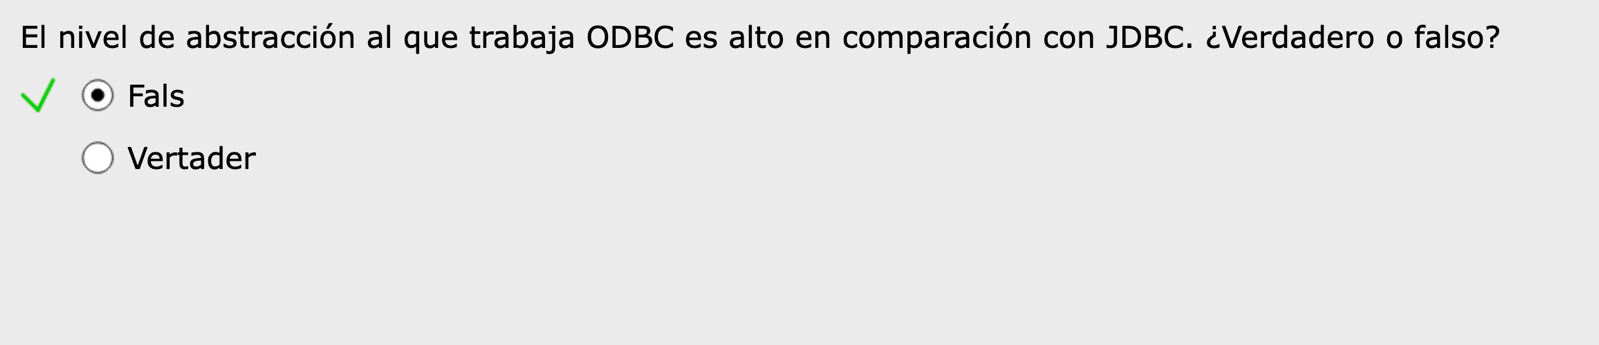 El nivel de abstracción al que trabaja ODBC es alto en comparación con JDBC. ¿Verdadero o falso?
Fals
Vertader